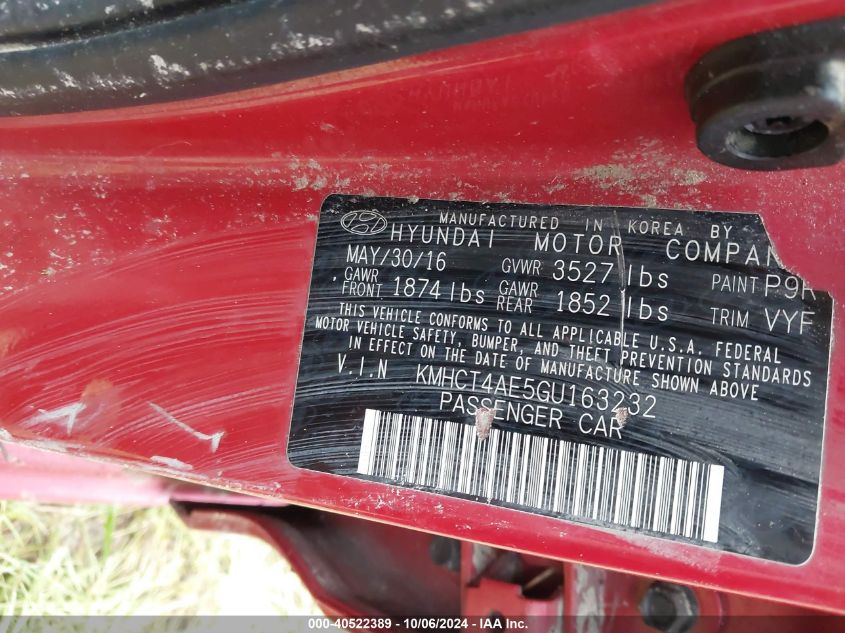 MANUFACTURED IN KOREA BY
HYUNDAI MOTOR COMPAN
MAY/30/16 GVWR 3527 lbs PAINT P9R
GAWR FRONT 1874 lbs GAWR REAR 1852 lbs TRIM VYF
THIS VEHICLE CONFORMS TO ALL APPLICABLE U.S.A. FEDERAL
MOTOR VEHICLE SAFETY, BUMPER, AND THEFT PREVENTION STANDARDS
IN EFFECT ON THE DATE OF MANUFACTURE SHOWN ABOVE
V.I.N KMHCT4AE5GU163232
PASSENGER CAR
000-40522389 - 10/06/2024 - IAA Inc.